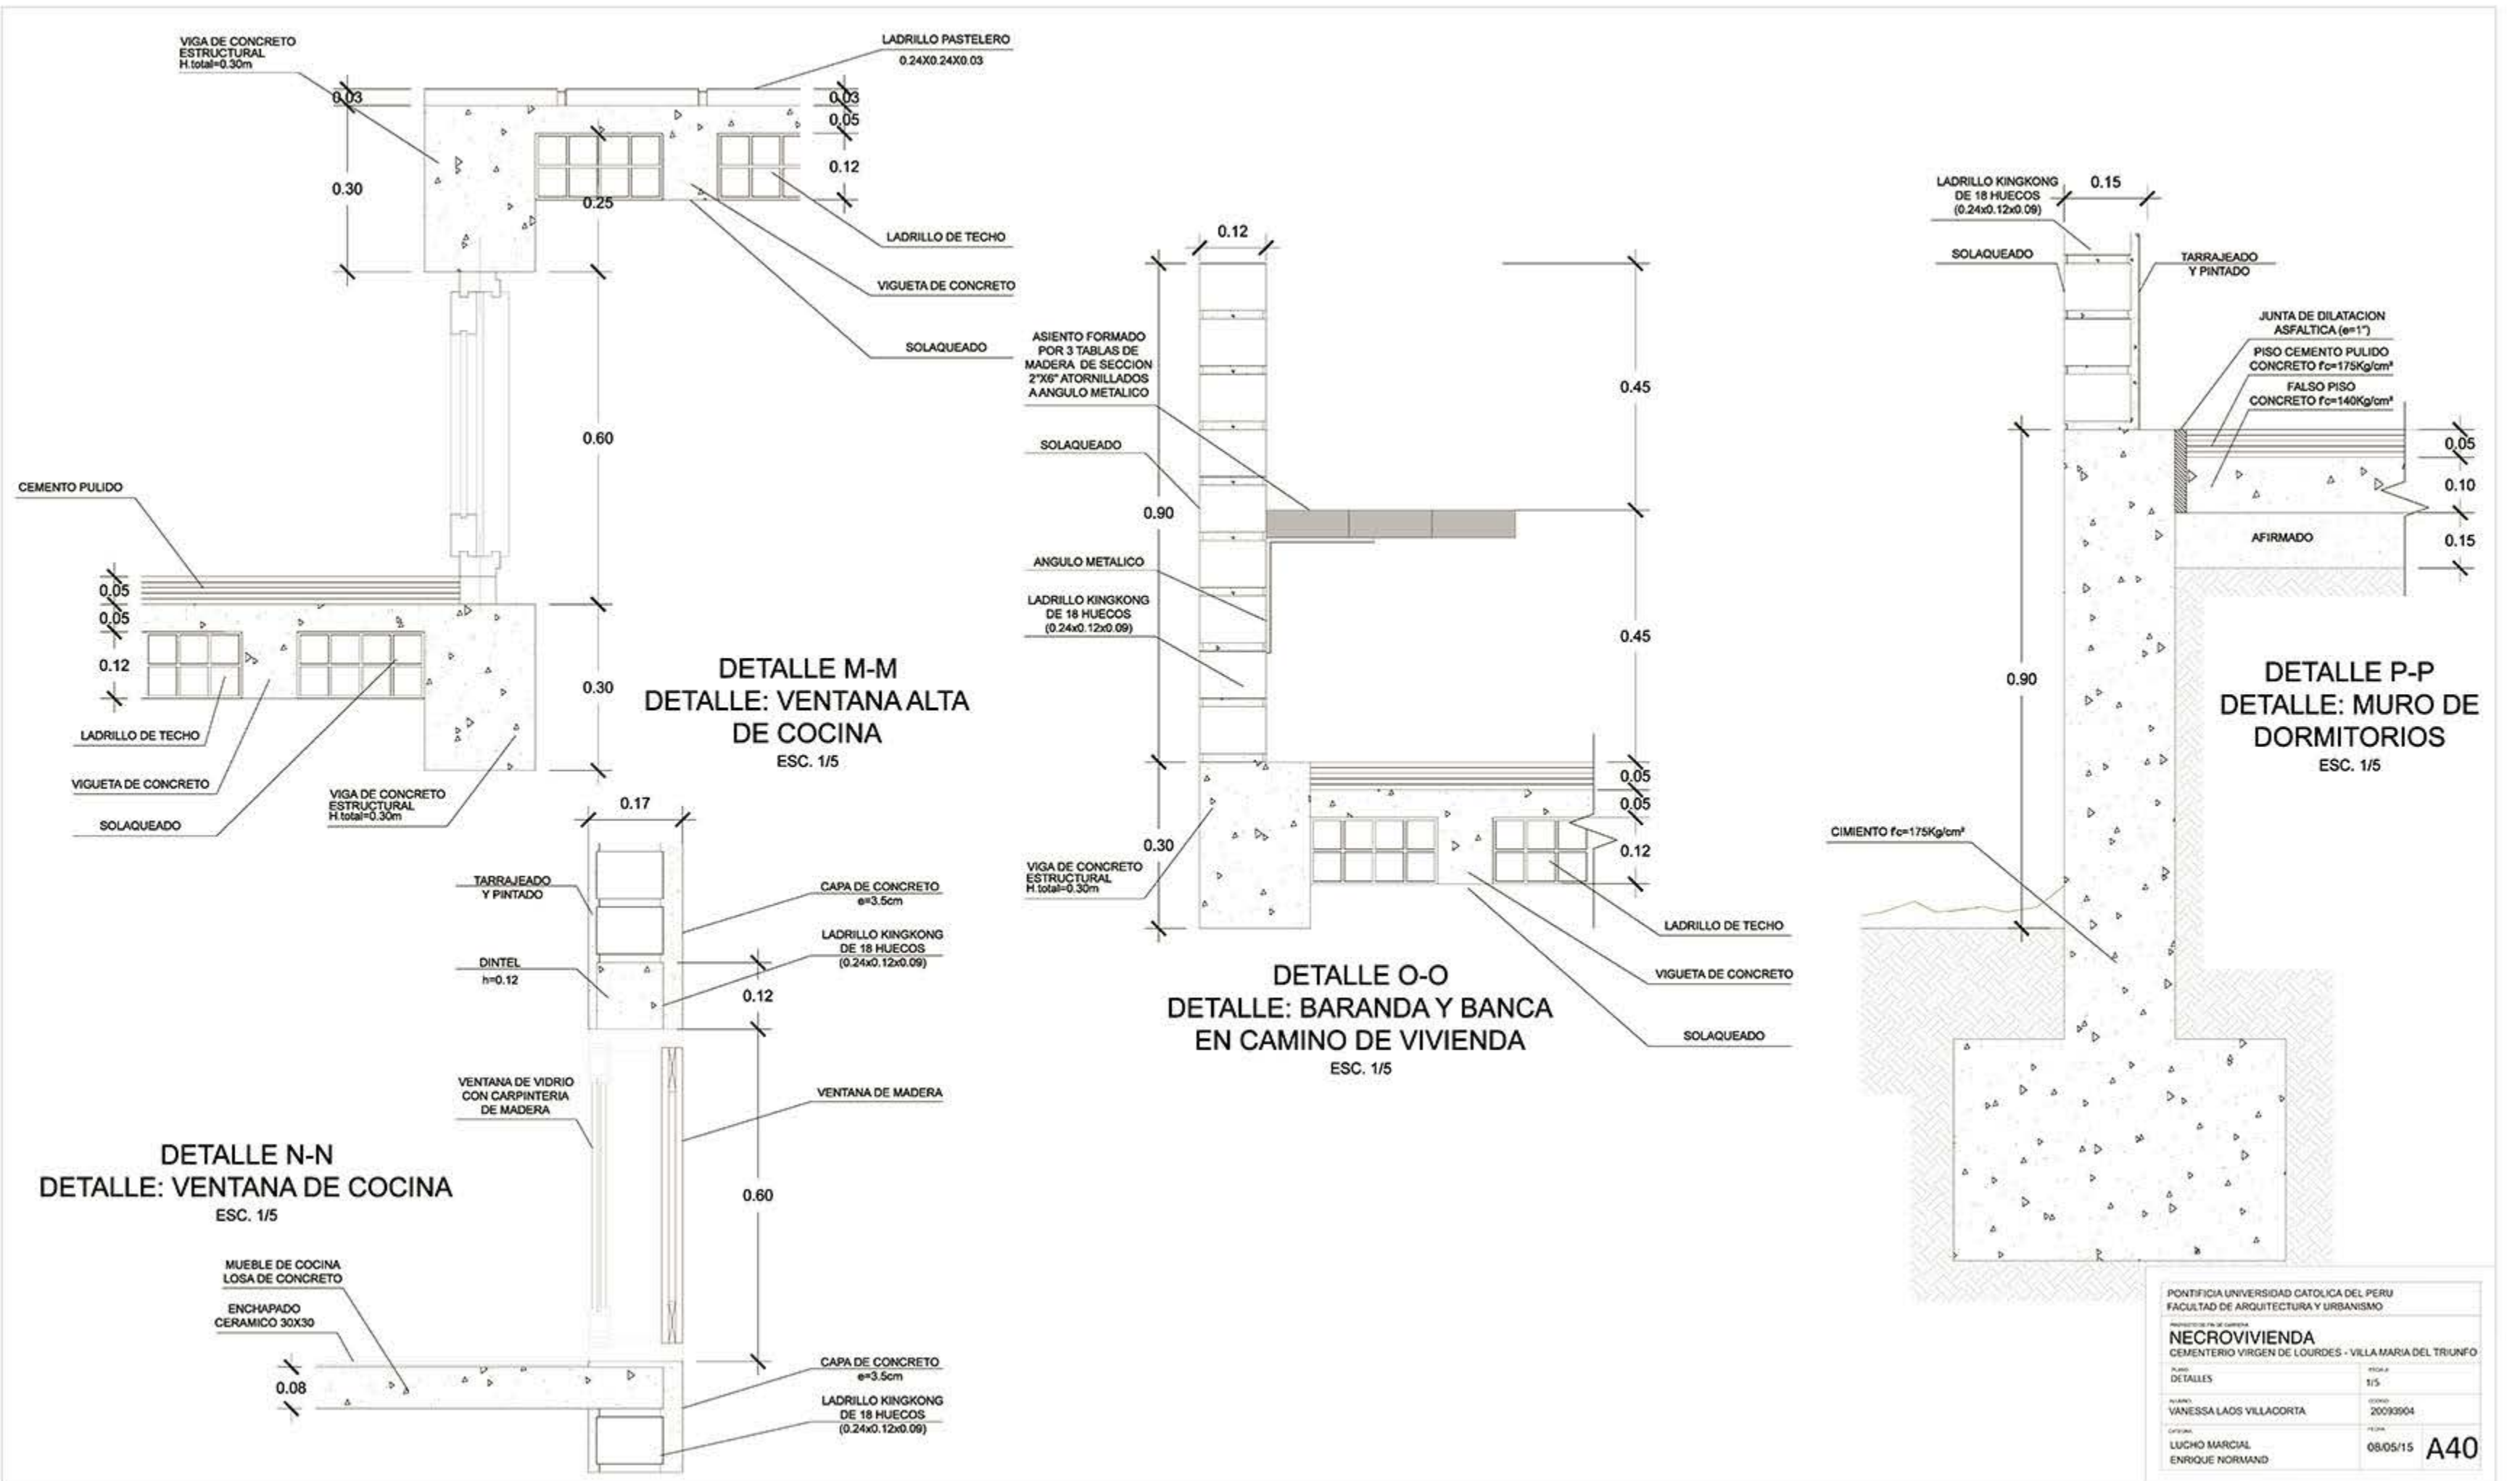 VIGA DE CONCRETO
ESTRUCTURAL
H.total=0.30m
LADRILLO PASTELERO
0.24X0.24X0.03
0.03
0.30
0.25
0.03
0.05
0.12
LADRILLO DE TECHO
VIGUETA DE CONCRETO
SOLAQUEADO
0.60
CEMENTO PULIDO
0.05
0.05
0.12
0.30
LADRILLO DE TECHO
VIGUETA DE CONCRETO
SOLAQUEADO
VIGA DE CONCRETO
ESTRUCTURAL
H.total=0.30m
DETALLE M-M
DETALLE: VENTANA ALTA
DE COCINA
ESC. 1/5
0.17
TARRAJEADO
Y PINTADO
DINTEL
h=0.12
CAPA DE CONCRETO
e=3.5cm
LADRILLO KINGKONG
DE 18 HUECOS
(0.24x0.12x0.09)
0.12
VENTANA DE VIDRIO
CON CARPINTERIA
DE MADERA
VENTANA DE MADERA
0.60
DETALLE N-N
DETALLE: VENTANA DE COCINA
ESC. 1/5
MUEBLE DE COCINA
LOSA DE CONCRETO
ENCHAPADO
CERAMICO 30X30
0.08
CAPA DE CONCRETO
e=3.5cm
LADRILLO KINGKONG
DE 18 HUECOS
(0.24x0.12x0.09)
0.12
ASIENTO FORMADO
POR 3 TABLAS DE
MADERA DE SECCION
2"X6" ATORNILLADOS
A ANGULO METALICO
SOLAQUEADO
0.90
ANGULO METALICO
LADRILLO KINGKONG
DE 18 HUECOS
(0.24x0.12x0.09)
0.45
0.45
0.05
0.05
0.12
0.30
VIGA DE CONCRETO
ESTRUCTURAL
H.total=0.30m
LADRILLO DE TECHO
VIGUETA DE CONCRETO
SOLAQUEADO
DETALLE O-O
DETALLE: BARANDA Y BANCA
EN CAMINO DE VIVIENDA
ESC. 1/5
LADRILLO KINGKONG
DE 18 HUECOS
(0.24x0.12x0.09)
0.15
SOLAQUEADO
TARRAJEADO
Y PINTADO
JUNTA DE DILATACION
ASFALTICA (e=1")
PISO CEMENTO PULIDO
CONCRETO f'c=175Kg/cm²
FALSO PISO
CONCRETO f'c=140Kg/cm²
0.05
0.10
AFIRMADO
0.15
0.90
CIMIENTO f'c=175Kg/cm²
DETALLE P-P
DETALLE: MURO DE
DORMITORIOS
ESC. 1/5
PONTIFICIA UNIVERSIDAD CATOLICA DEL PERU
FACULTAD DE ARQUITECTURA Y URBANISMO
NECROVIVIENDA
CEMENTERIO VIRGEN DE LOURDES - VILLA MARIA DEL TRIUNFO
DETALLES
1/5
VANESSA LAOS VILLACORTA
20093904
LUCHO MARCIAL
ENRIQUE NORMAND
08/05/15
A40